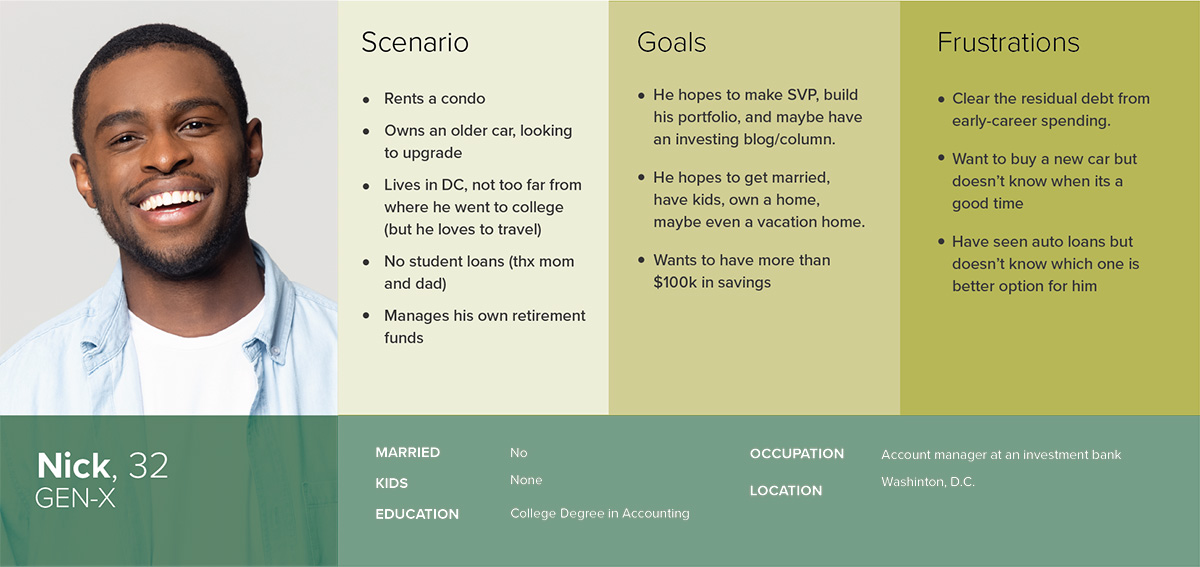 Scenario
• Rents a condo
• Owns an older car, looking
to upgrade
• Lives in DC, not too far from
where he went to college
(but he loves to travel)
• No student loans (thx mom
and dad)
• Manages his own retirement
funds
Goals
• He hopes to make SVP, build
his portfolio, and maybe have
an investing blog/column.
• He hopes to get married,
have kids, own a home,
maybe even a vacation home.
• Wants to have more than
$100k in savings
Frustrations
• Clear the residual debt from
early-career spending.
• Want to buy a new car but
doesn’t know when its a
good time
• Have seen auto loans but
doesn’t know which one is
better option for him
Nick, 32
GEN-X
MARRIED No
KIDS None
EDUCATION College Degree in Accounting
OCCUPATION Account manager at an investment bank
LOCATION Washinton, D.C.